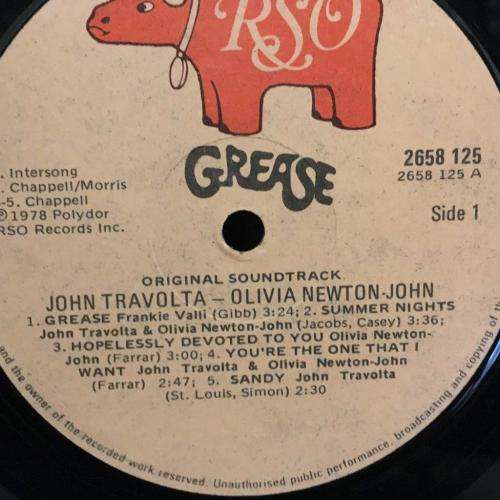 RSO
GREASE
. Intersong
. Chappell/Morris
-5. Chappell
℗1978 Polydor
RSO Records Inc.
2658 125
2658 125 A
Side 1
ORIGINAL SOUNDTRACK
JOHN TRAVOLTA – OLIVIA NEWTON-JOHN
1. GREASE Frankie Valli (Gibb) 3:24; 2. SUMMER NIGHTS
John Travolta & Olivia Newton-John (Jacobs, Casey) 3:36;
3. HOPELESSLY DEVOTED TO YOU Olivia Newton-
John (Farrar) 3:00; 4. YOU'RE THE ONE THAT I
WANT John Travolta & Olivia Newton-John
(Farrar) 2:47; 5. SANDY John Travolta
(St. Louis, Simon) 2:30
and the owner of the recorded work reserved. Unauthorised public performance, broadcasting and copying of